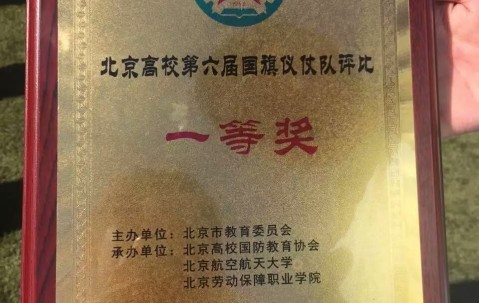 北京高校第六届国旗仪仗队评比
一等奖
主办单位：北京市教育委员会
承办单位：北京高校国防教育协会
北京航空航天大学
北京劳动保障职业学院